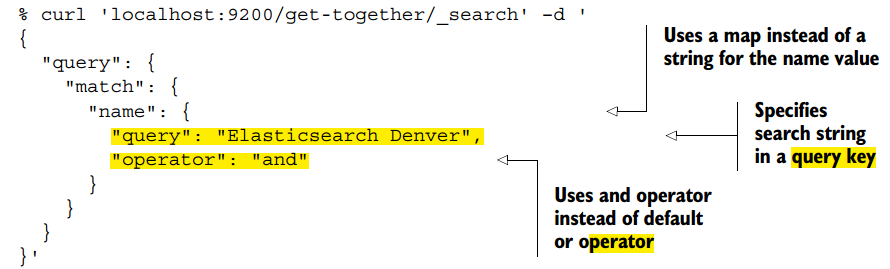 % curl 'localhost:9200/get-together/_search' -d '
{
"query": {
"match": {
"name": {
"query": "Elasticsearch Denver",
"operator": "and"
}
}
}
}'
Uses a map instead of a
string for the name value
Specifies
search string
in a query key
Uses and operator
instead of default
or operator